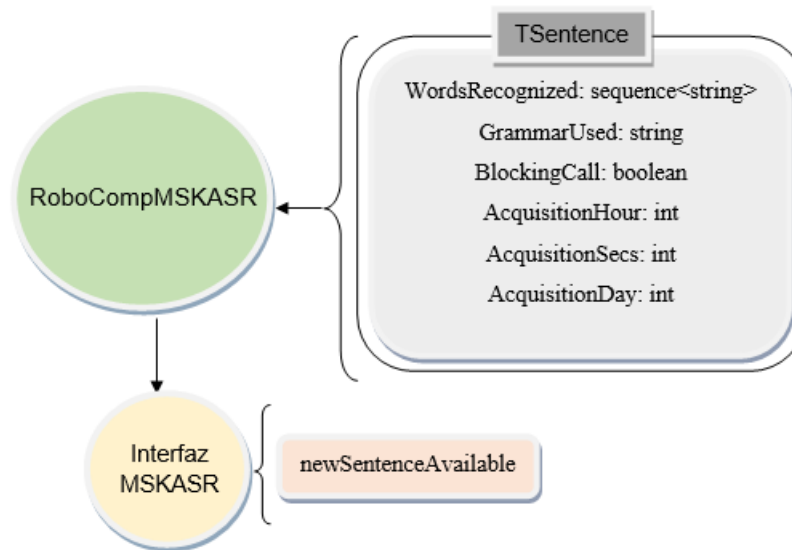 TSentence
WordsRecognized: sequence<string>
GrammarUsed: string
BlockingCall: boolean
AcquisitionHour: int
AcquisitionSecs: int
AcquisitionDay: int
RoboCompMSKASR
Interfaz
MSKASR
newSentenceAvailable